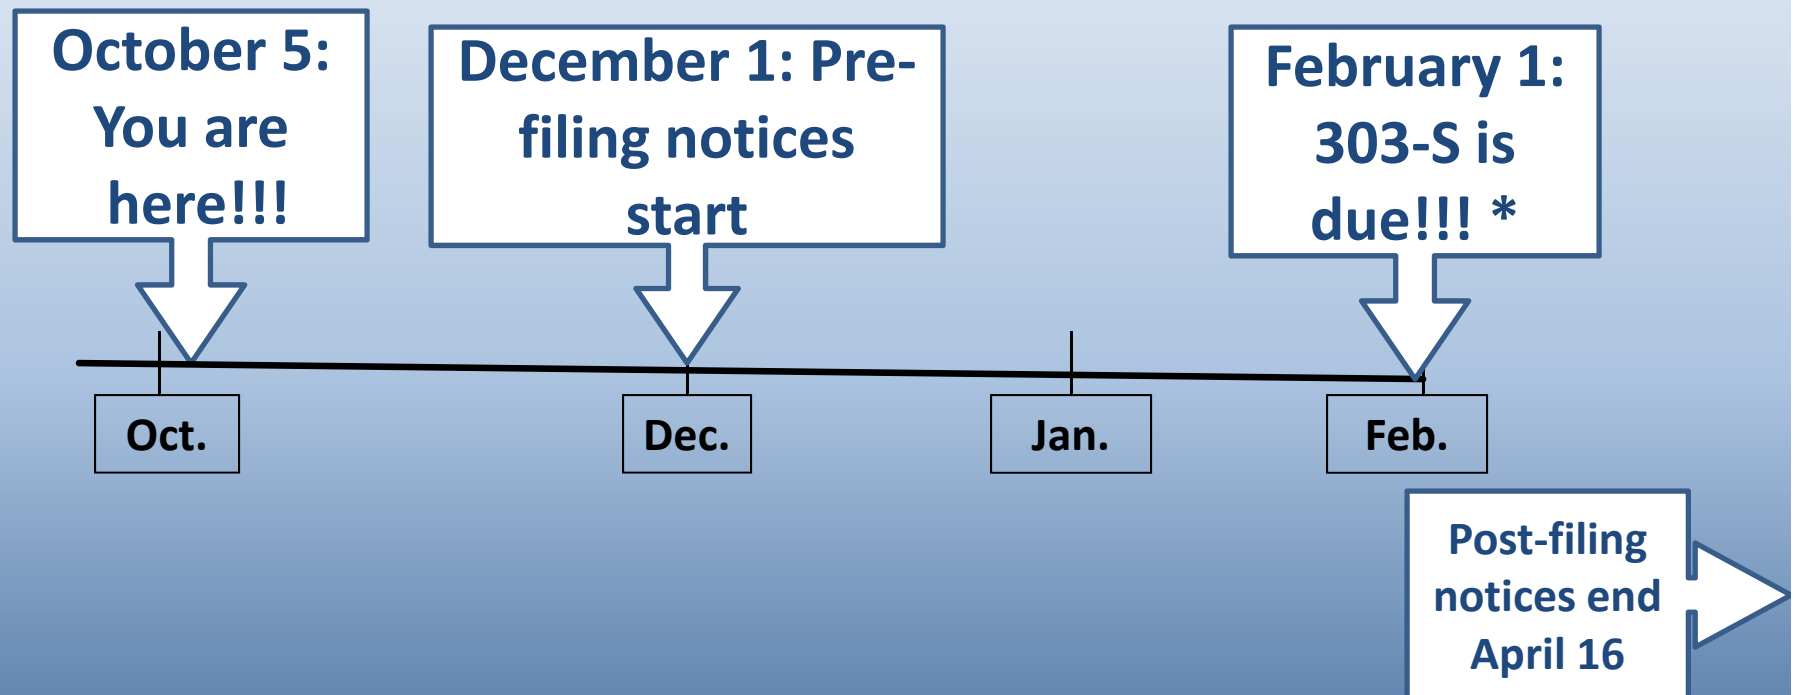 October 5:
You are
here!!!
December 1: Pre-
filing notices
start
February 1:
303-S is
due!!! *
Oct.
Dec.
Jan.
Feb.
Post-filing
notices end
April 16